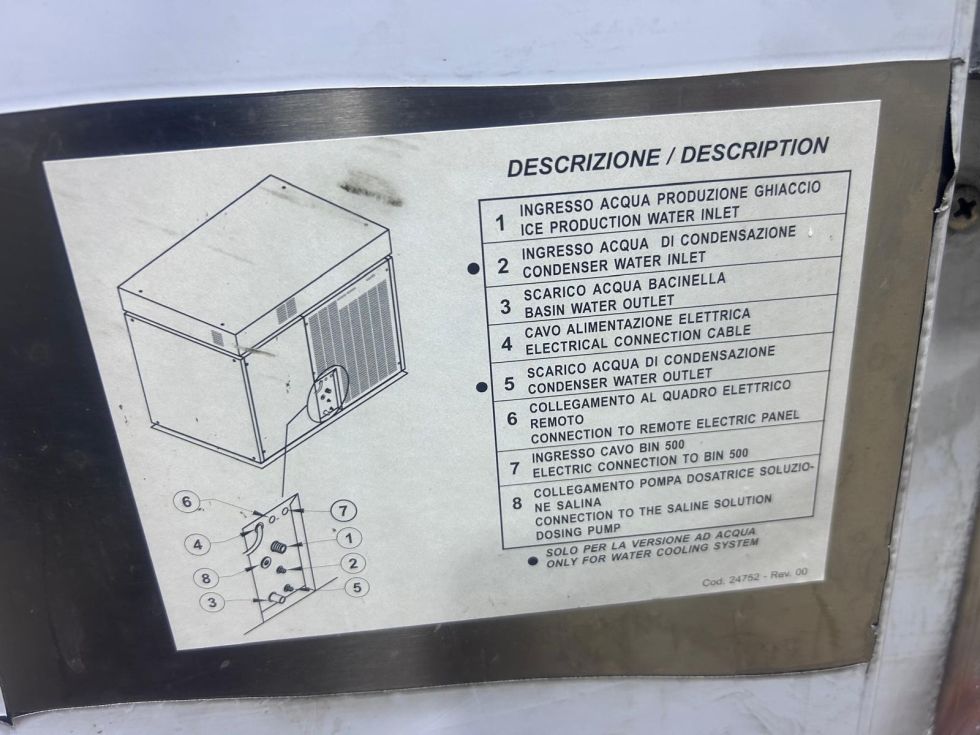 DESCRIZIONE / DESCRIPTION
1 INGRESSO ACQUA PRODUZIONE GHIACCIO
ICE PRODUCTION WATER INLET
● 2 INGRESSO ACQUA DI CONDENSAZIONE
CONDENSER WATER INLET
3 SCARICO ACQUA BACINELLA
BASIN WATER OUTLET
4 CAVO ALIMENTAZIONE ELETTRICA
ELECTRICAL CONNECTION CABLE
● 5 SCARICO ACQUA DI CONDENSAZIONE
CONDENSER WATER OUTLET
6 COLLEGAMENTO AL QUADRO ELETTRICO
REMOTO
CONNECTION TO REMOTE ELECTRIC PANEL
7 INGRESSO CAVO BIN 500
ELECTRIC CONNECTION TO BIN 500
8 COLLEGAMENTO POMPA DOSATRICE SOLUZIO-
NE SALINA
CONNECTION TO THE SALINE SOLUTION
DOSING PUMP
● SOLO PER LA VERSIONE AD ACQUA
ONLY FOR WATER COOLING SYSTEM
Cod. 24752 - Rev. 00
6
7
4
1
8
2
3
5